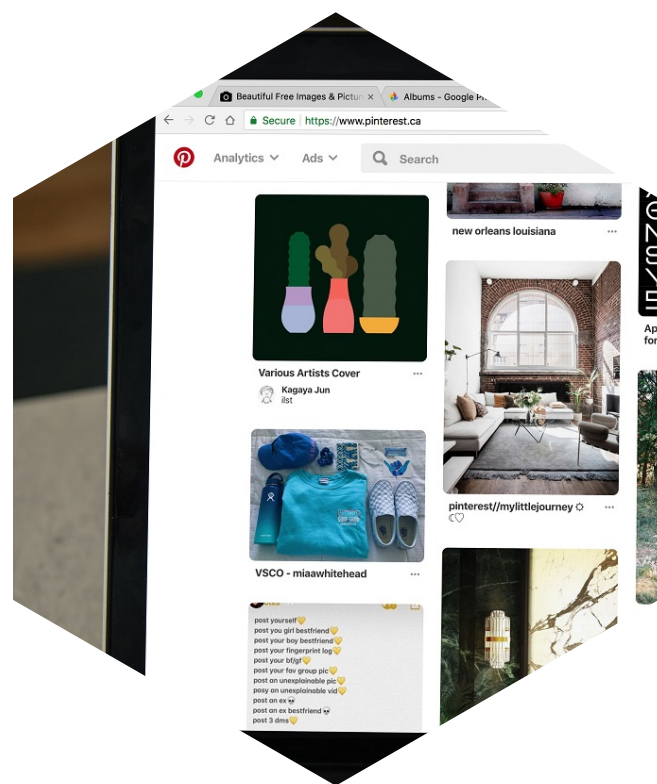 Beautiful Free Images & Pictur
Albums - Google P
Secure https://www.pinterest.ca
Analytics
Ads
Search
Various Artists Cover
Kagaya Jun
ilst
VSCO - miaawhitehead
post yourself💛
post you girl bestfriend💛
post your boy bestfriend💛
post your fingerprint log💛
post your bf/gf💛
post your fav group pic💛
post an unexplainable pic💛
posy an unexplainable vid💛
post an ex💀
post an ex bestfriend💀
post 3 dms💛
new orleans louisiana
pinterest//mylittlejourney ☼
☾♡
Ap
for